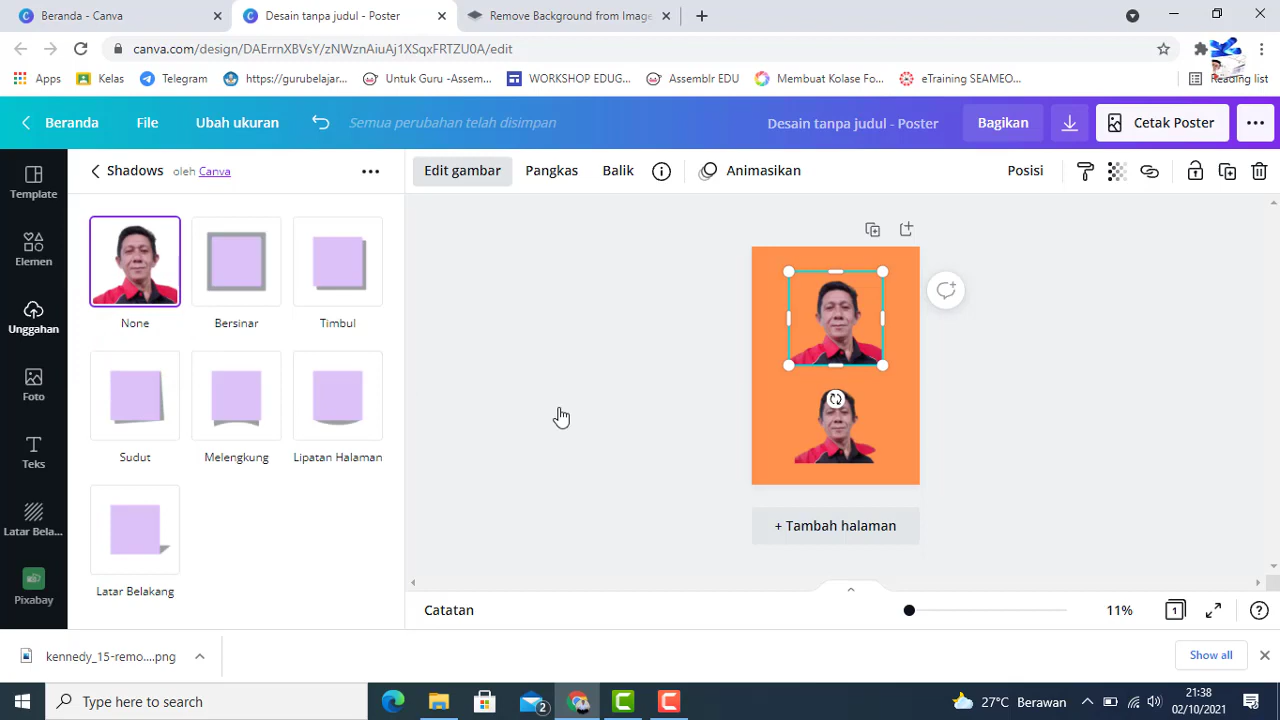 Beranda - Canva
Desain tanpa judul - Poster
Remove Background from Image
canva.com/design/DAErrnXBVsY/zNWznAiuAj1XSqxFRTZU0A/edit
Apps
Kelas
Telegram
https://gurubelajar...
Untuk Guru •Assem...
WORKSHOP EDUG...
Assemblr EDU
Membuat Kolase Fo...
eTraining SEAMEO...
Reading list
Beranda
File
Ubah ukuran
Semua perubahan telah disimpan
Desain tanpa judul - Poster
Bagikan
Cetak Poster
Template
Elemen
Unggahan
Foto
Teks
Latar Bela...
Pixabay
Shadows oleh Canva
None
Bersinar
Timbul
Sudut
Melengkung
Lipatan Halaman
Latar Belakang
Edit gambar
Pangkas
Balik
Animasikan
Posisi
+ Tambah halaman
Catatan
11%
1
kennedy_15-remo....png
Show all
Type here to search
2
27°C Berawan
21:38
02/10/2021